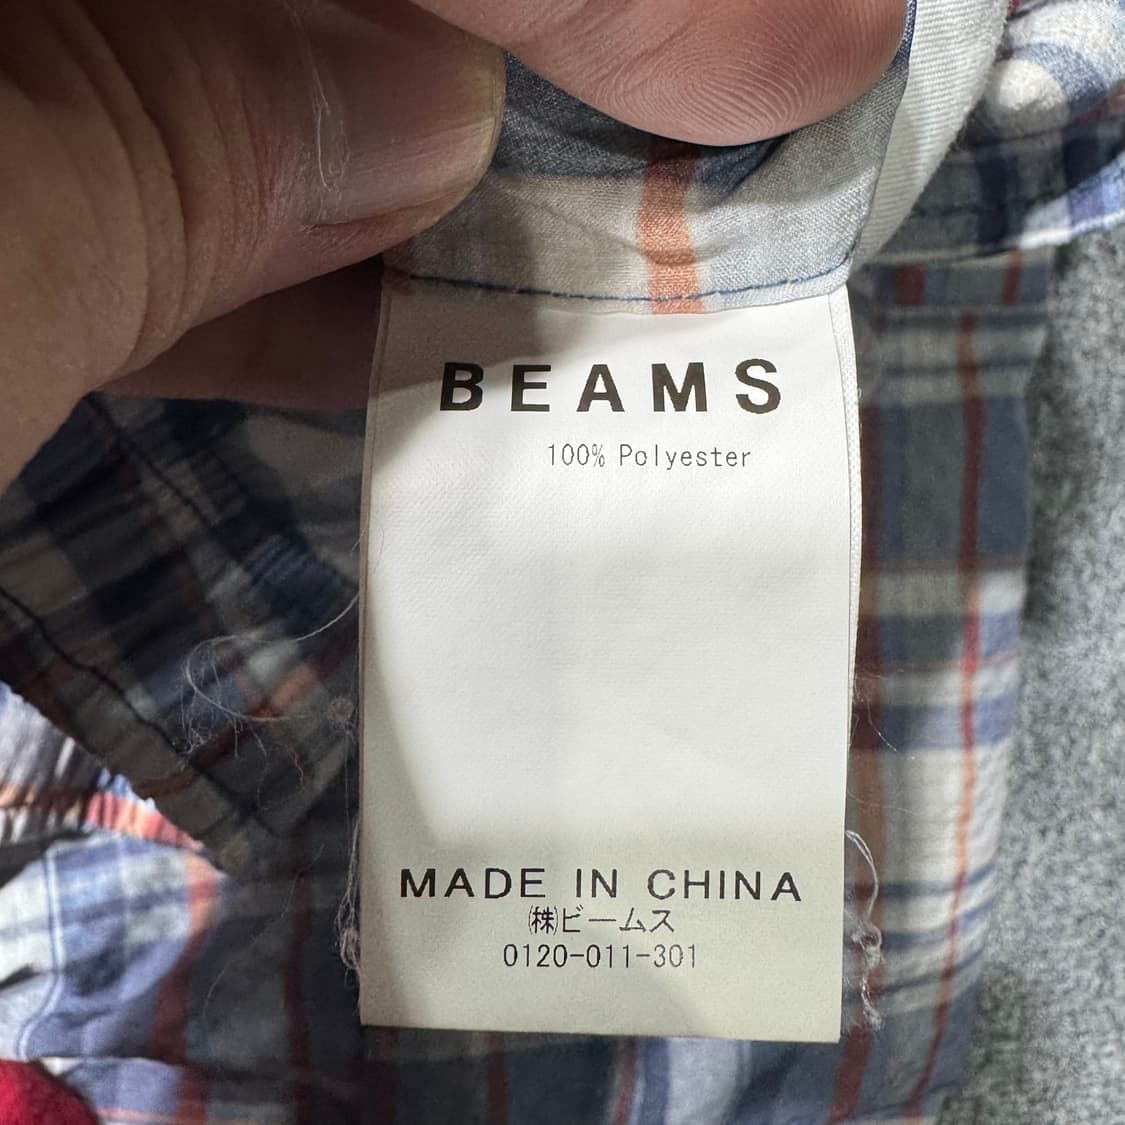 BEAMS
100% Polyester
MADE IN CHINA
㈱ビームス
0120-011-301